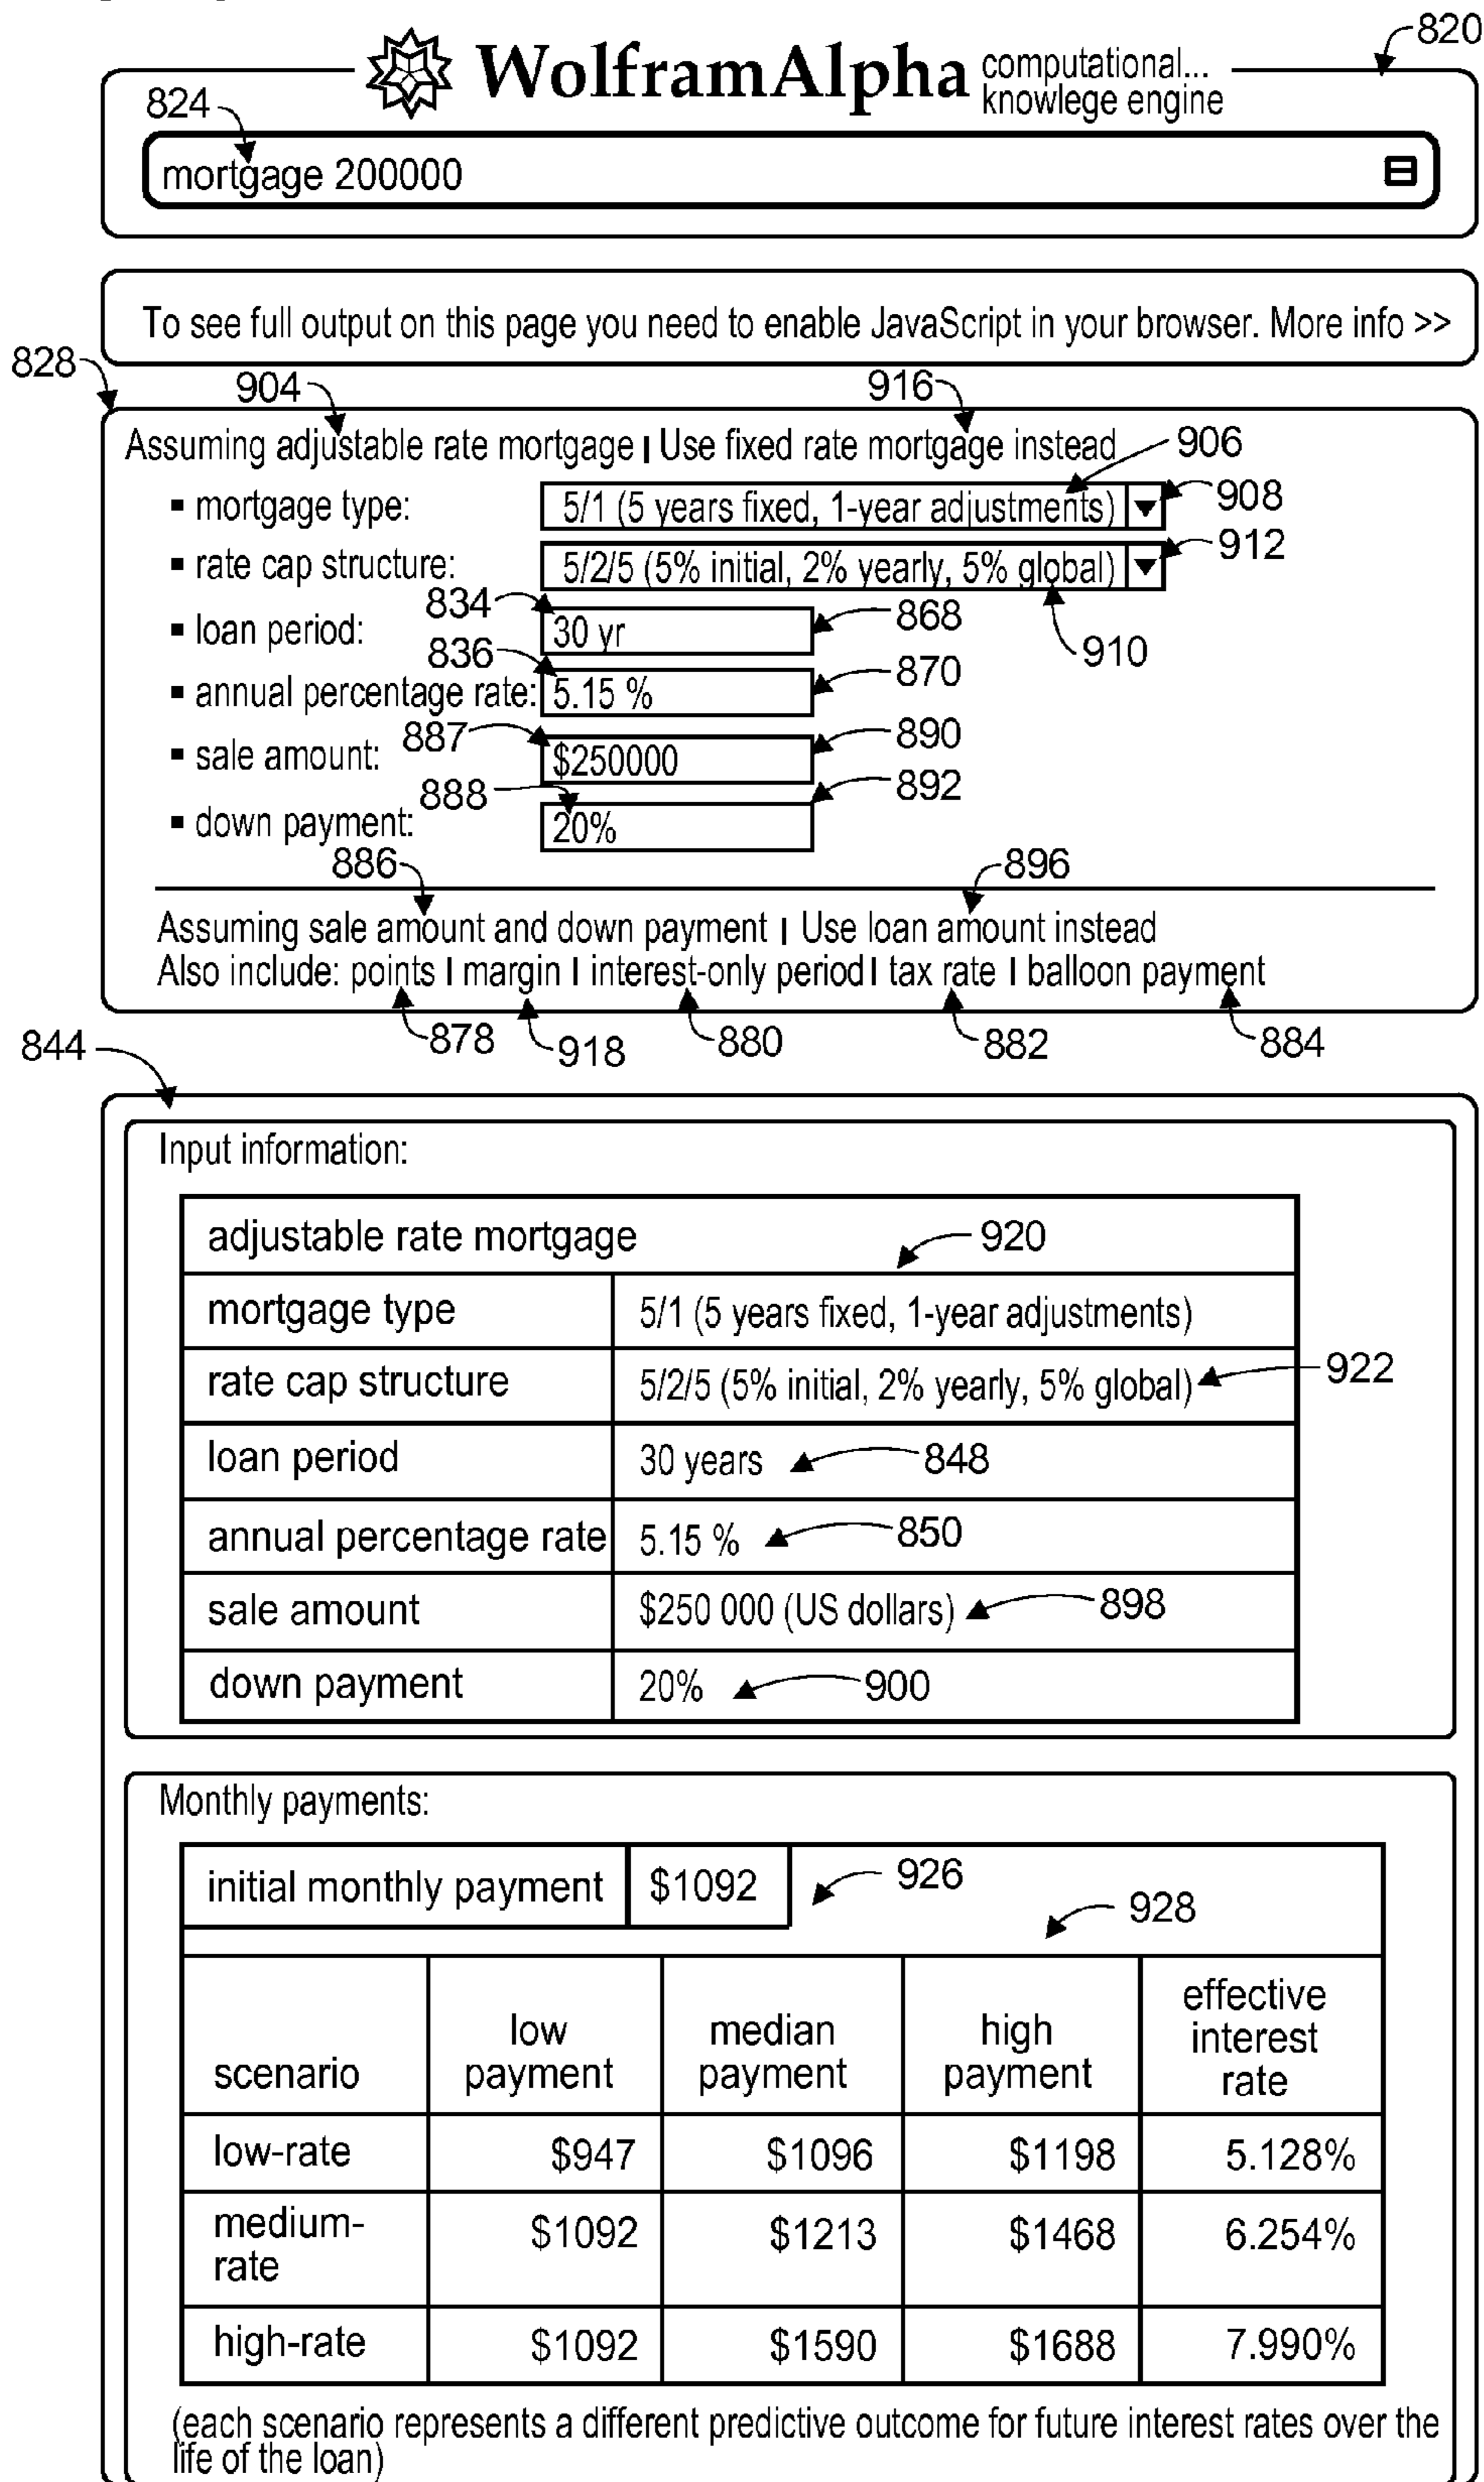 820
WolframAlpha computational...
knowlege engine
824
mortgage 200000
To see full output on this page you need to enable JavaScript in your browser. More info >>
828
904 916
Assuming adjustable rate mortgage | Use fixed rate mortgage instead 906
▪ mortgage type: 5/1 (5 years fixed, 1-year adjustments) 908
912
▪ rate cap structure: 5/2/5 (5% initial, 2% yearly, 5% global)
834 868
▪ loan period: 30 yr
836 910
870
▪ annual percentage rate: 5.15 %
887 890
▪ sale amount: $250000
888 892
▪ down payment: 20%
886 896
Assuming sale amount and down payment | Use loan amount instead
Also include: points | margin | interest-only period | tax rate | balloon payment
844 878 918 880 882 884
Input information:
adjustable rate mortgage 920
mortgage type 5/1 (5 years fixed, 1-year adjustments)
rate cap structure 5/2/5 (5% initial, 2% yearly, 5% global) 922
loan period 30 years 848
annual percentage rate 5.15 % 850
sale amount $250 000 (US dollars) 898
down payment 20% 900
Monthly payments:
initial monthly payment $1092 926
928
scenario low payment median payment high payment effective interest rate
low-rate $947 $1096 $1198 5.128%
medium-rate $1092 $1213 $1468 6.254%
high-rate $1092 $1590 $1688 7.990%
(each scenario represents a different predictive outcome for future interest rates over the
life of the loan)